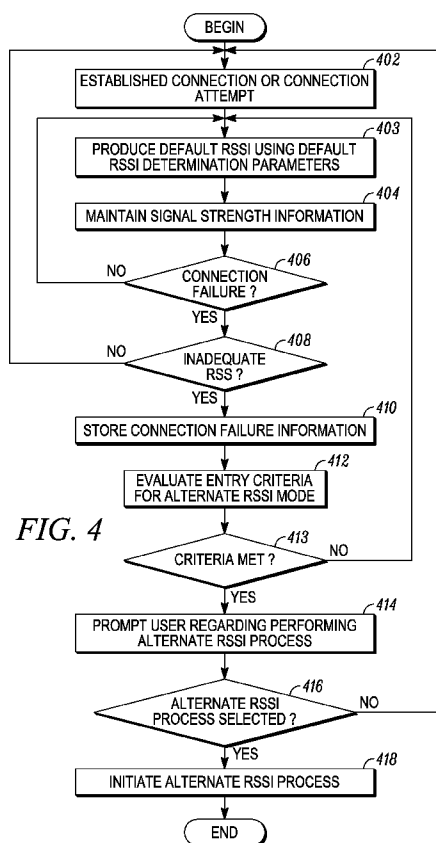 BEGIN
402
ESTABLISHED CONNECTION OR CONNECTION
ATTEMPT
403
PRODUCE DEFAULT RSSI USING DEFAULT
RSSI DETERMINATION PARAMETERS
404
MAINTAIN SIGNAL STRENGTH INFORMATION
406
NO
CONNECTION
FAILURE ?
YES
408
NO
INADEQUATE
RSS ?
YES
410
STORE CONNECTION FAILURE INFORMATION
412
EVALUATE ENTRY CRITERIA
FOR ALTERNATE RSSI MODE
FIG. 4
413
CRITERIA MET ?
NO
YES
414
PROMPT USER REGARDING PERFORMING
ALTERNATE RSSI PROCESS
416
ALTERNATE RSSI
PROCESS SELECTED ?
NO
YES
418
INITIATE ALTERNATE RSSI PROCESS
END